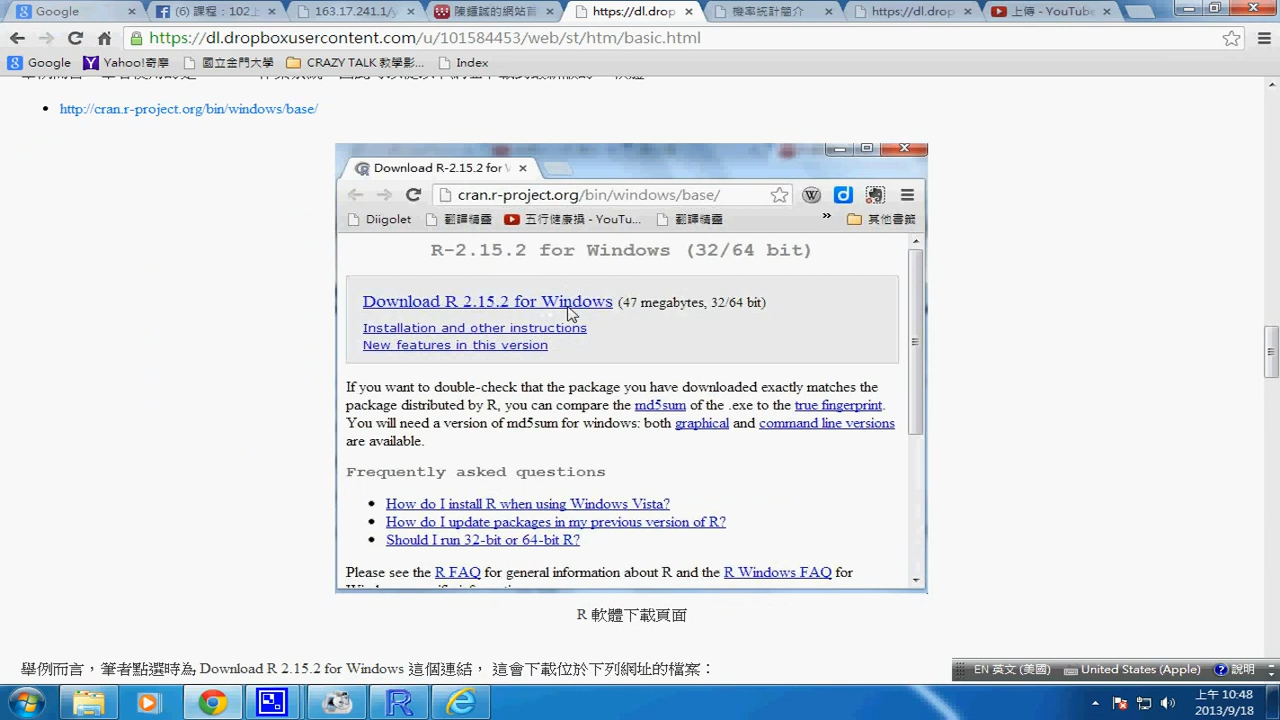 Google
(6) 課程：102上
163.17.241.1/y
陳鍾誠的網站首
https://dl.drop
機率統計簡介
https://dl.drop
上傳 - YouTube
https://dl.dropboxusercontent.com/u/101584453/web/st/htm/basic.html
Google
Yahoo!奇摩
國立金門大學
CRAZY TALK 教學影...
Index
http://cran.r-project.org/bin/windows/base/
Download R-2.15.2 for W
cran.r-project.org/bin/windows/base/
Diigolet
翻譯精靈
五行健康操 - YouTu...
翻譯精靈
其他書籤
R-2.15.2 for Windows (32/64 bit)
Download R 2.15.2 for Windows (47 megabytes, 32/64 bit)
Installation and other instructions
New features in this version
If you want to double-check that the package you have downloaded exactly matches the
package distributed by R, you can compare the md5sum of the .exe to the true fingerprint.
You will need a version of md5sum for windows: both graphical and command line versions
are available.
Frequently asked questions
How do I install R when using Windows Vista?
How do I update packages in my previous version of R?
Should I run 32-bit or 64-bit R?
Please see the R FAQ for general information about R and the R Windows FAQ for
R 軟體下載頁面
舉例而言，筆者點選時為 Download R 2.15.2 for Windows 這個連結， 這會下載位於下列網址的檔案：
EN 英文 (美國)
United States (Apple)
說明
上午 10:48
2013/9/18